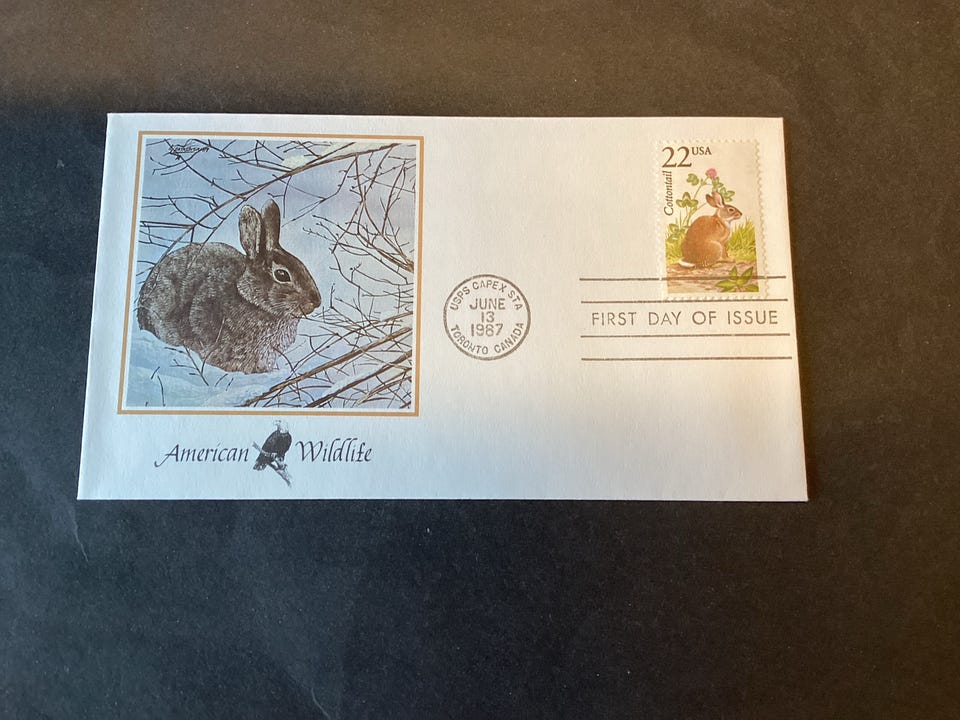 22 USA
Cottontail
USPS CAPEX STA
JUNE
13
1987
TORONTO CANADA
FIRST DAY OF ISSUE
American Wildlife